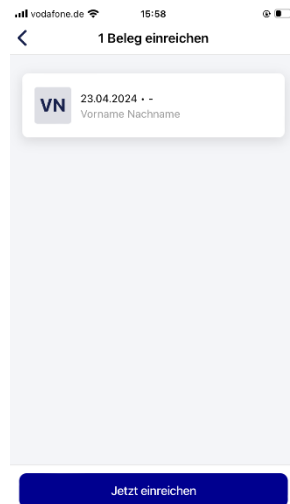 vodafone.de 15:58
1 Beleg einreichen
VN
23.04.2024 • -
Vorname Nachname
Jetzt einreichen